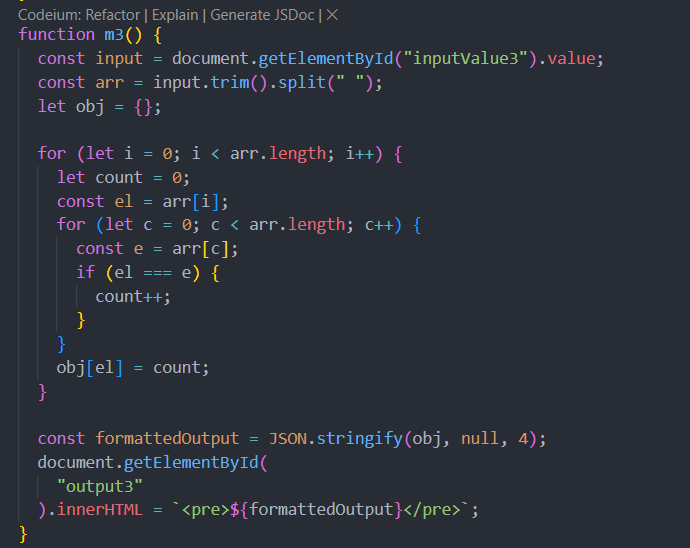 Codeium: Refactor | Explain | Generate JSDoc | ×
function m3() {
  const input = document.getElementById("inputValue3").value;
  const arr = input.trim().split(" ");
  let obj = {};

  for (let i = 0; i < arr.length; i++) {
    let count = 0;
    const el = arr[i];
    for (let c = 0; c < arr.length; c++) {
      const e = arr[c];
      if (el === e) {
        count++;
      }
    }
    obj[el] = count;
  }

  const formattedOutput = JSON.stringify(obj, null, 4);
  document.getElementById(
    "output3"
  ).innerHTML = `<pre>${formattedOutput}</pre>`;
}